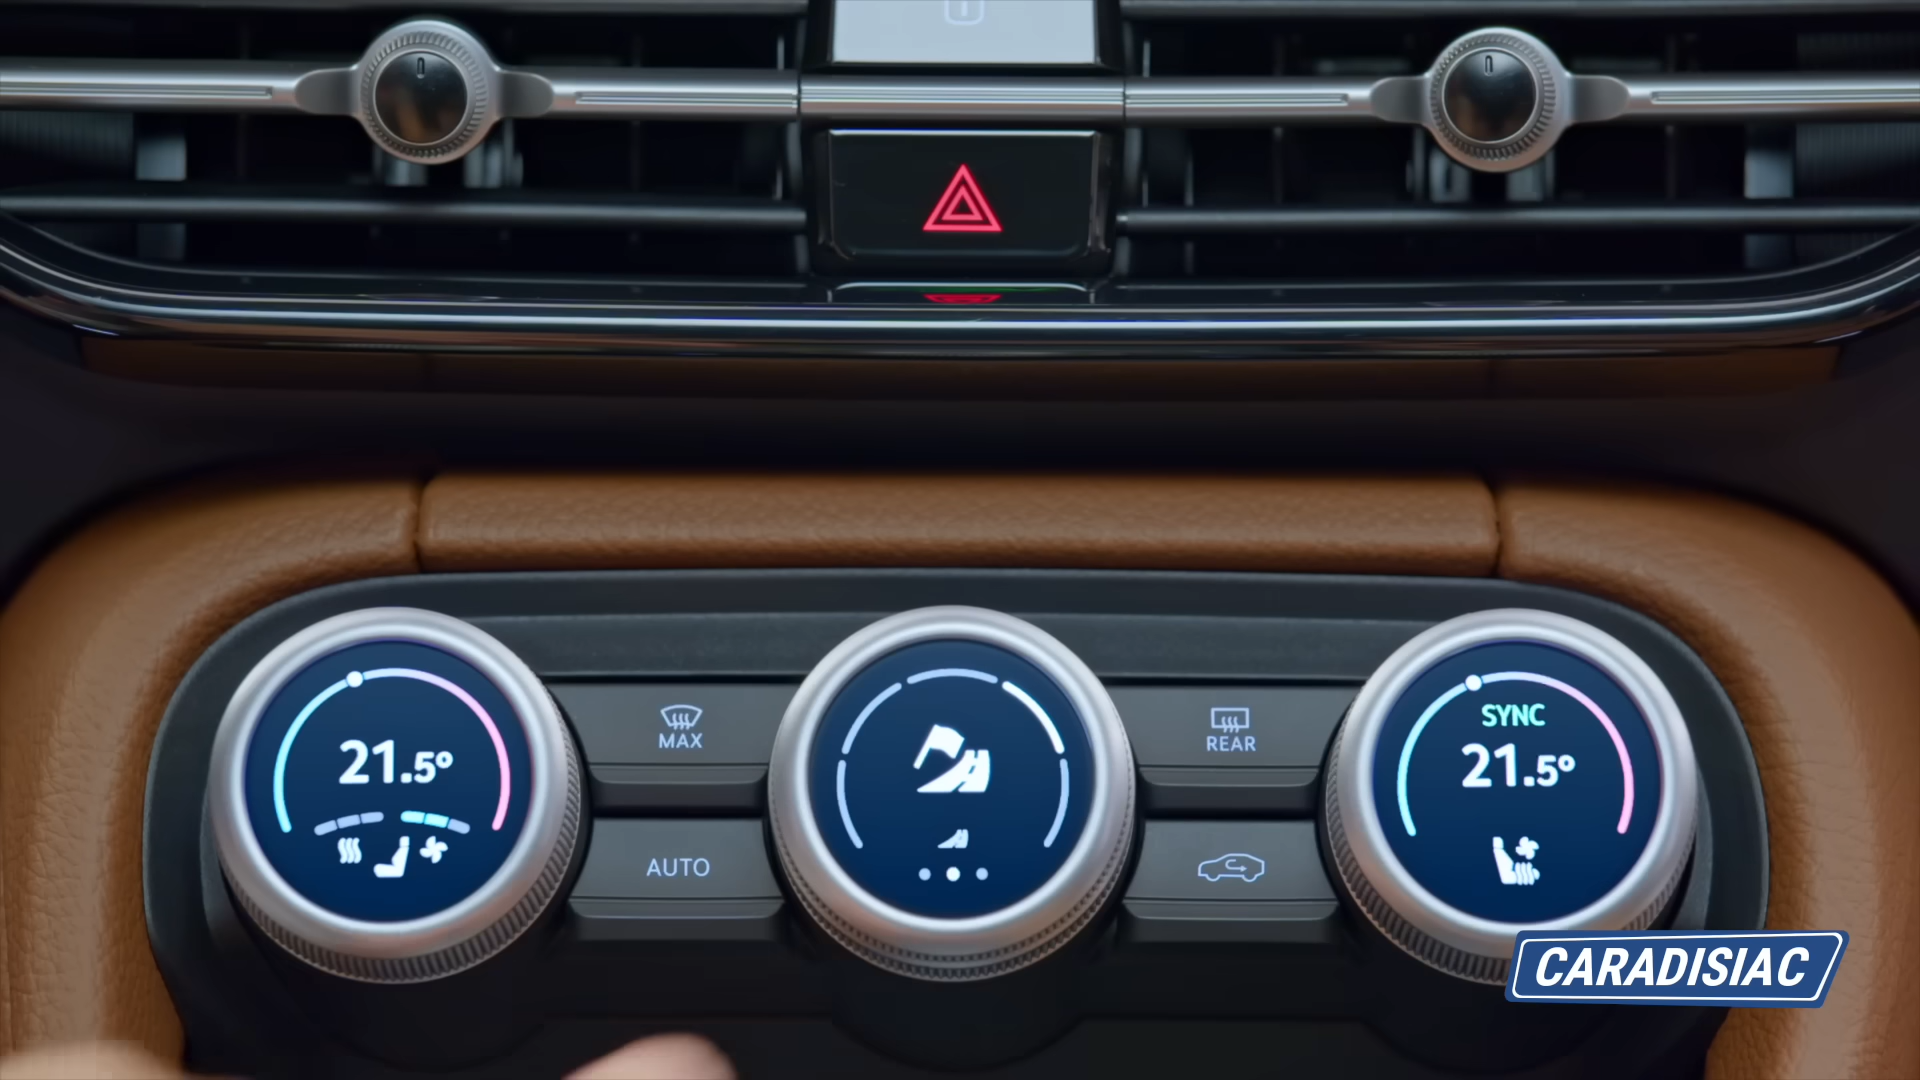 MAX
REAR
SYNC
21.5°
21.5°
AUTO
CARADISIAC